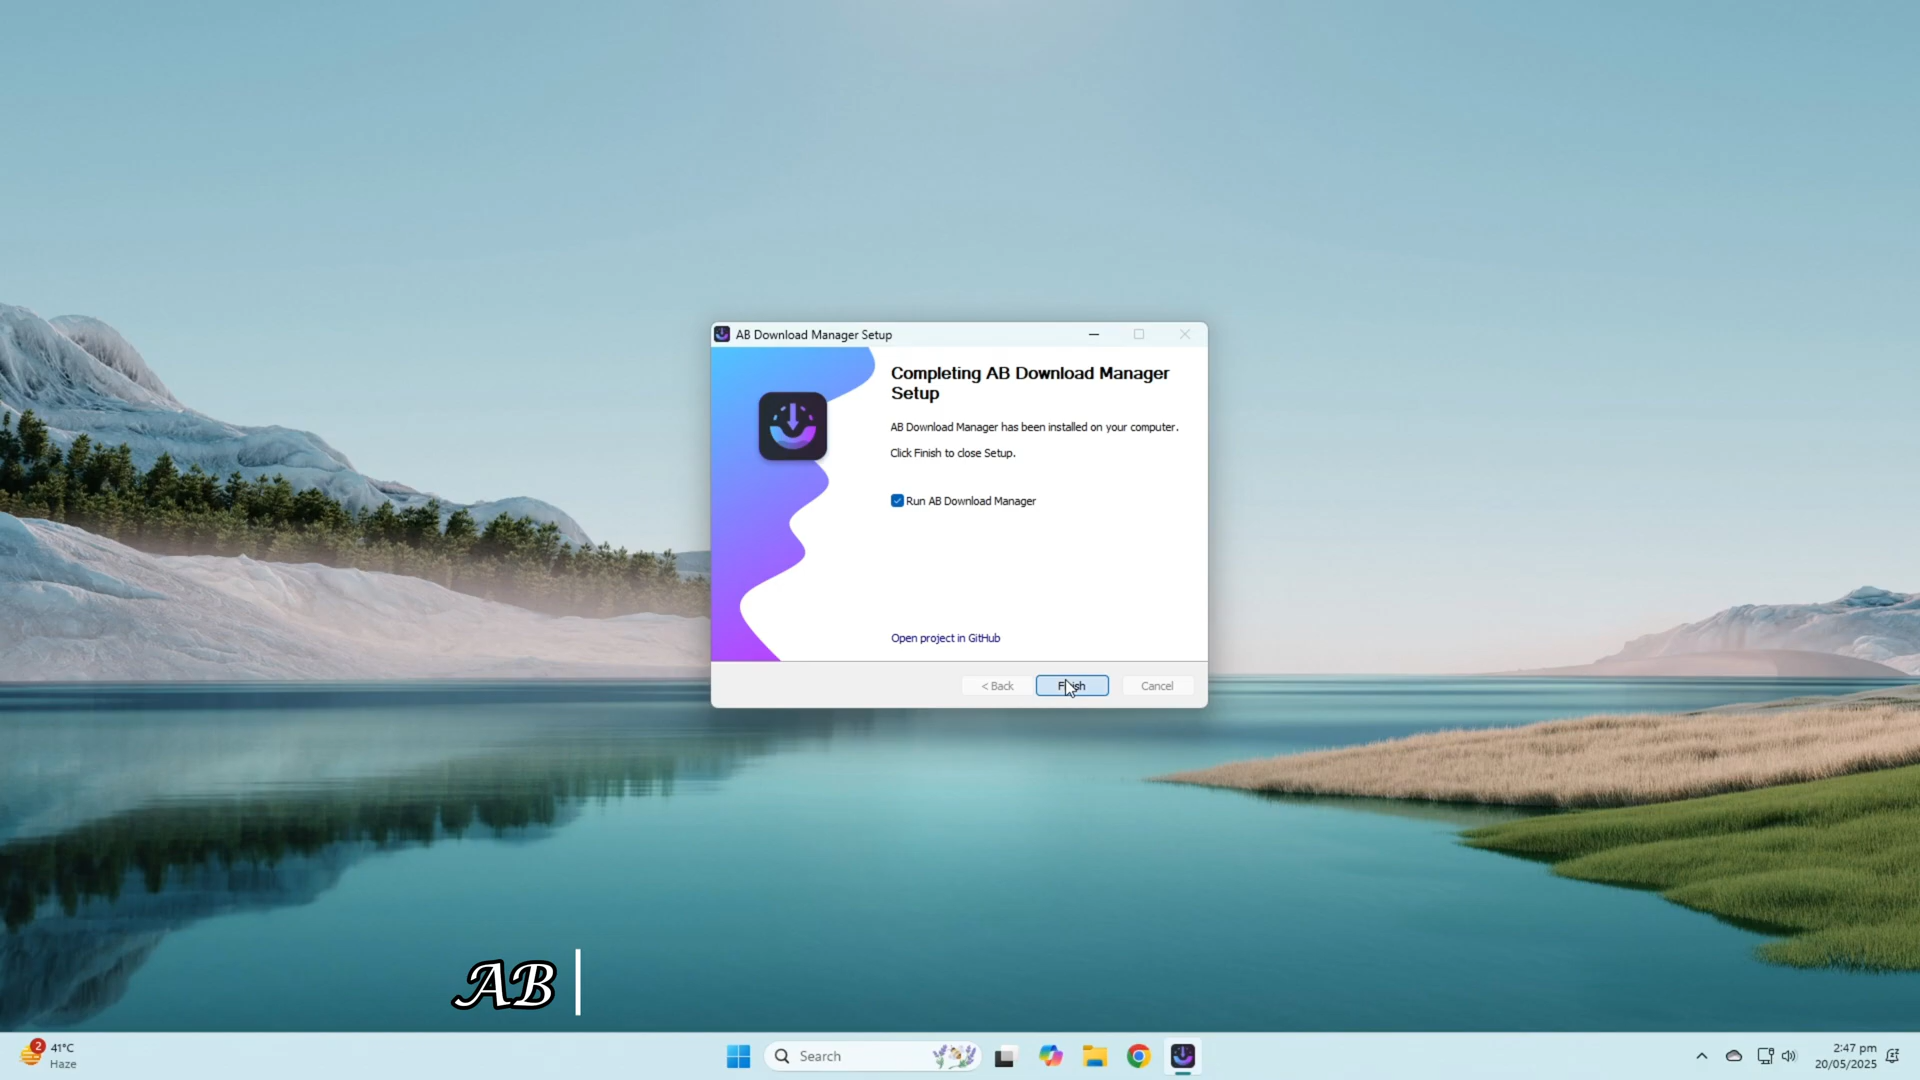 AB Download Manager Setup
Completing AB Download Manager
Setup
AB Download Manager has been installed on your computer.
Click Finish to close Setup.
Run AB Download Manager
Open project in GitHub
< Back
Finish
Cancel
AB
2
41°C
Haze
Search
2:47 pm
20/05/2025